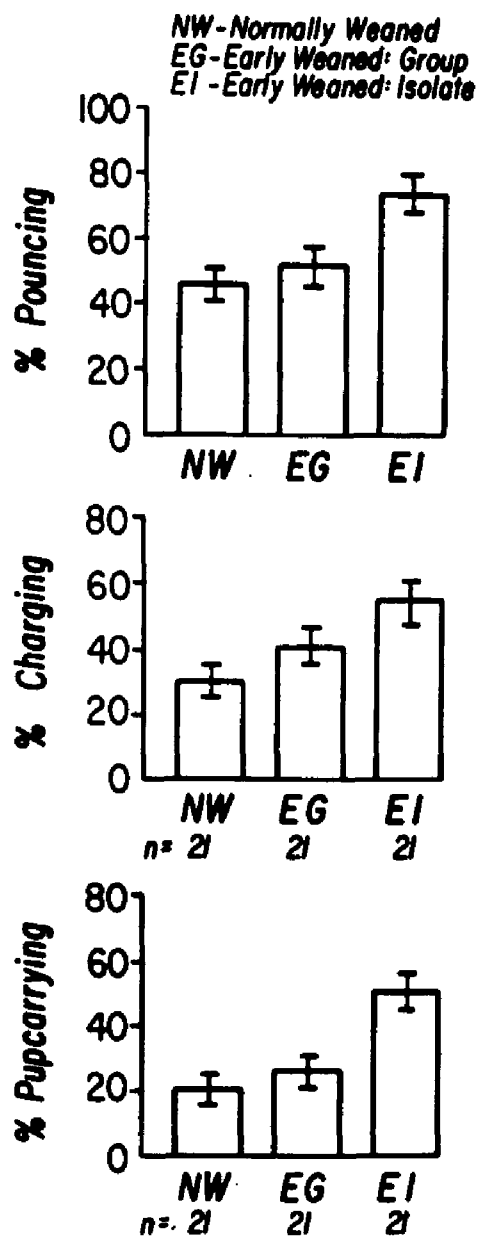 NW-Normally Weaned
EG-Early Weaned: Group
EI-Early Weaned: Isolate
100
80
60
40
20
0
% Pouncing
NW EG EI
80
60
40
20
0
% Charging
NW EG EI
n= 21 21 21
80
60
40
20
0
% Pupcarrying
NW EG EI
n= 21 21 21